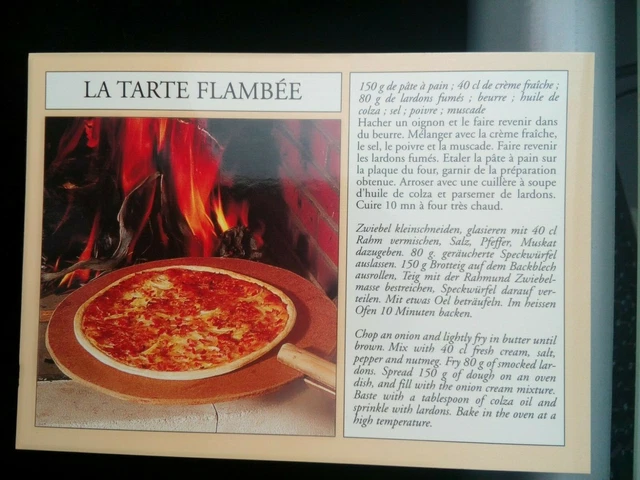 LA TARTE FLAMBÉE
150 g de pâte à pain ; 40 cl de crème fraîche ;
80 g de lardons fumés ; beurre ; huile de
colza ; sel ; poivre ; muscade
Hacher un oignon et le faire revenir dans
du beurre. Mélanger avec la crème fraîche,
le sel, le poivre et la muscade. Faire revenir
les lardons fumés. Etaler la pâte à pain sur
la plaque du four, garnir de la préparation
obtenue. Arroser avec une cuillère à soupe
d'huile de colza et parsemer de lardons.
Cuire 10 mn à four très chaud.
Zwiebel kleinschneiden, glasieren mit 40 cl
Rahm vermischen, Salz, Pfeffer, Muskat
dazugeben. 80 g. geräucherte Speckwürfel
auslassen. 150 g Brotteig auf dem Backblech
ausrollen, Teig mit der Rahmund Zwiebel-
masse bestreichen, Speckwürfel darauf ver-
teilen. Mit etwas Oel beträufeln. Im heissen
Ofen 10 Minuten backen.
Chop an onion and lightly fry in butter until
brown. Mix with 40 cl fresh cream, salt,
pepper and nutmeg. Fry 80 g of smocked lar-
dons. Spread 150 g of dough on an oven
dish, and fill with the onion cream mixture.
Baste with a tablespoon of colza oil and
sprinkle with lardons. Bake in the oven at a
high temperature.